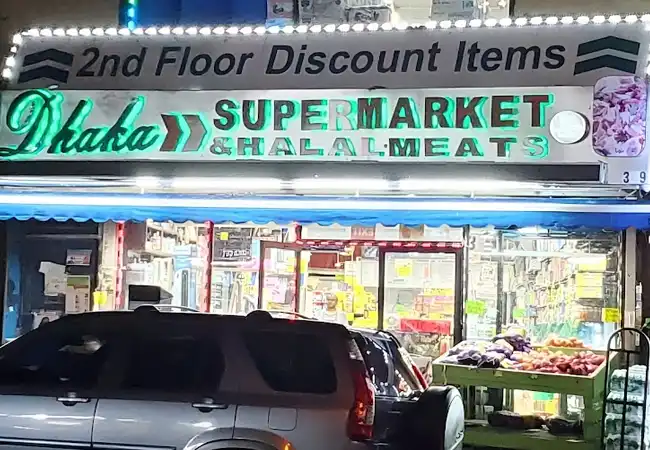 2nd Floor Discount Items
Dhaka SUPERMARKET
&HALAL MEATS
39